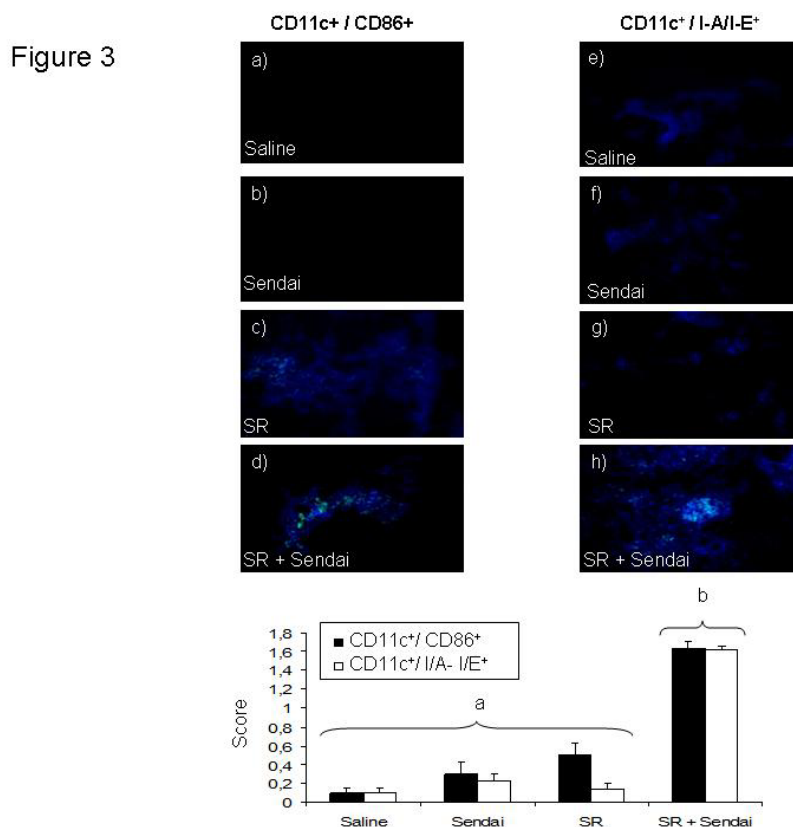 CD11c+ / CD86+
CD11c⁺ / I-A/I-E⁺
Figure 3
a)
Saline
e)
Saline
b)
Sendai
f)
Sendai
c)
SR
g)
SR
d)
SR + Sendai
h)
SR + Sendai
b
1,8
1,6
1,4
1,2
1
0,8
0,6
0,4
0,2
0
Score
CD11c⁺/ CD86⁺
CD11c⁺/ I/A- I/E⁺
a
Saline
Sendai
SR
SR + Sendai